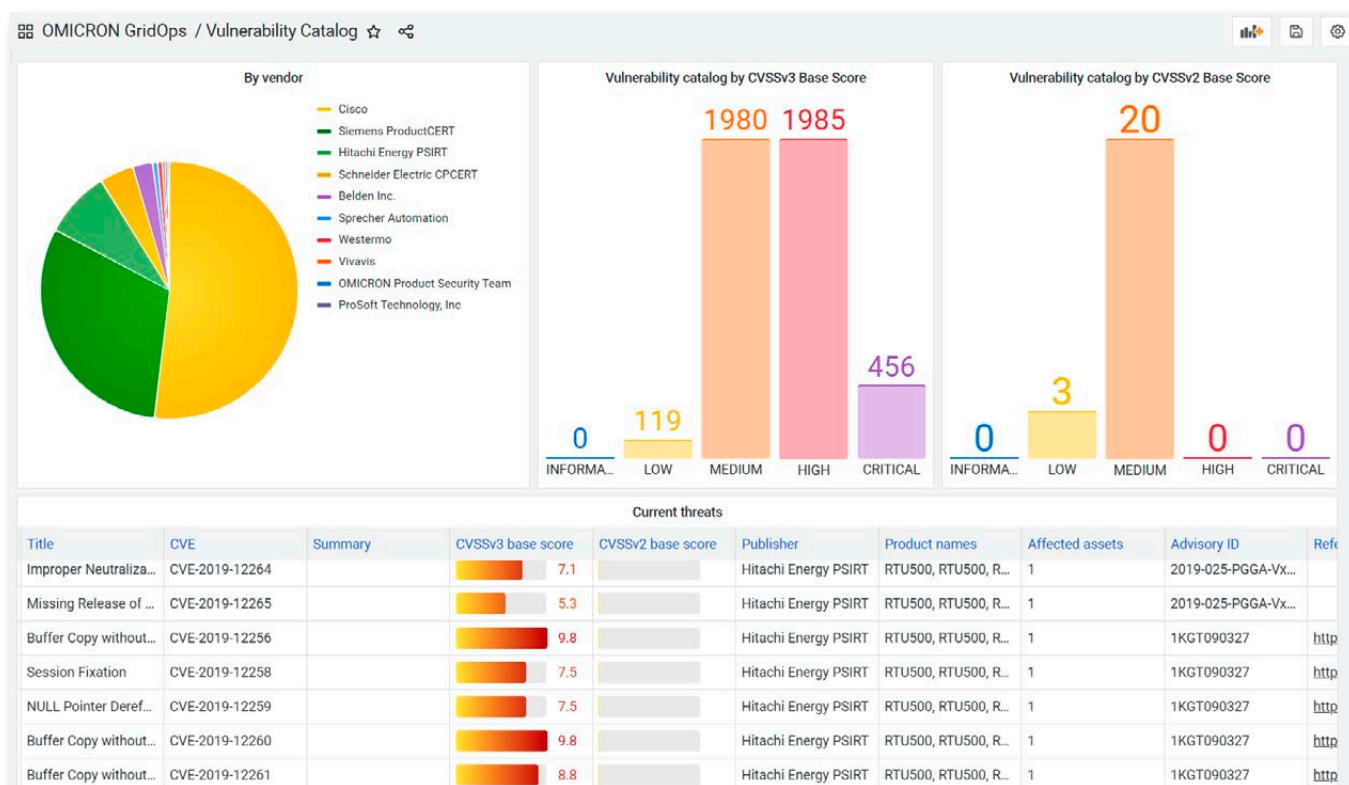 OMICRON GridOps / Vulnerability Catalog
By vendor
Cisco
Siemens ProductCERT
Hitachi Energy PSIRT
Schneider Electric CPCERT
Belden Inc.
Sprecher Automation
Westermo
Vivavis
OMICRON Product Security Team
ProSoft Technology, Inc
Vulnerability catalog by CVSSv3 Base Score
0 119 1980 1985 456
INFORMA... LOW MEDIUM HIGH CRITICAL
Vulnerability catalog by CVSSv2 Base Score
0 3 20 0 0
INFORMA... LOW MEDIUM HIGH CRITICAL
Current threats
Title CVE Summary CVSSv3 base score CVSSv2 base score Publisher Product names Affected assets Advisory ID Refe
Improper Neutraliza... CVE-2019-12264 7.1 Hitachi Energy PSIRT RTU500, RTU500, R... 1 2019-025-PGGA-Vx...
Missing Release of ... CVE-2019-12265 5.3 Hitachi Energy PSIRT RTU500, RTU500, R... 1 2019-025-PGGA-Vx...
Buffer Copy without... CVE-2019-12256 9.8 Hitachi Energy PSIRT RTU500, RTU500, R... 1 1KGT090327 http
Session Fixation CVE-2019-12258 7.5 Hitachi Energy PSIRT RTU500, RTU500, R... 1 1KGT090327 http
NULL Pointer Deref... CVE-2019-12259 7.5 Hitachi Energy PSIRT RTU500, RTU500, R... 1 1KGT090327 http
Buffer Copy without... CVE-2019-12260 9.8 Hitachi Energy PSIRT RTU500, RTU500, R... 1 1KGT090327 http
Buffer Copy without... CVE-2019-12261 8.8 Hitachi Energy PSIRT RTU500, RTU500, R... 1 1KGT090327 http